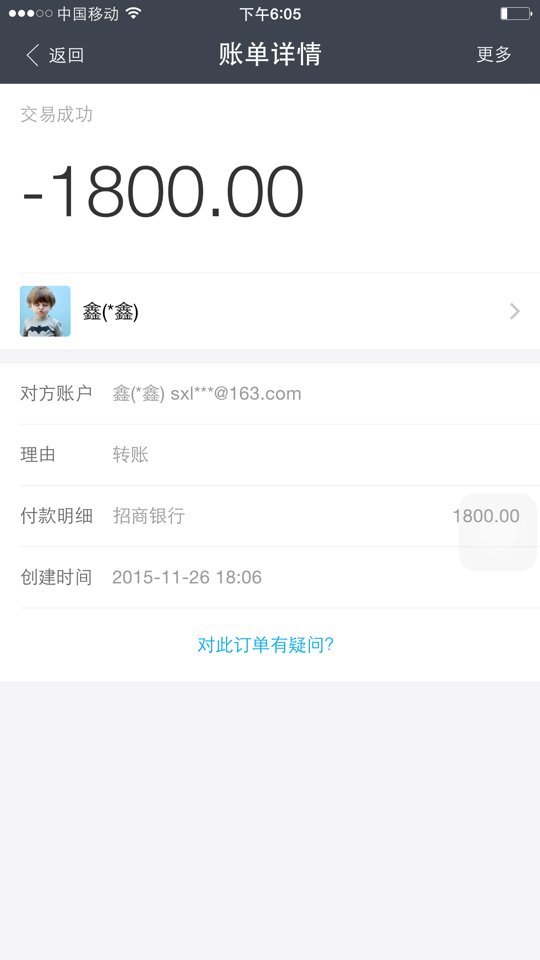 中国移动 下午6:05
返回 账单详情 更多
交易成功
-1800.00
鑫(*鑫)
对方账户 鑫(*鑫) sxl***@163.com
理由 转账
付款明细 招商银行 1800.00
创建时间 2015-11-26 18:06
对此订单有疑问?